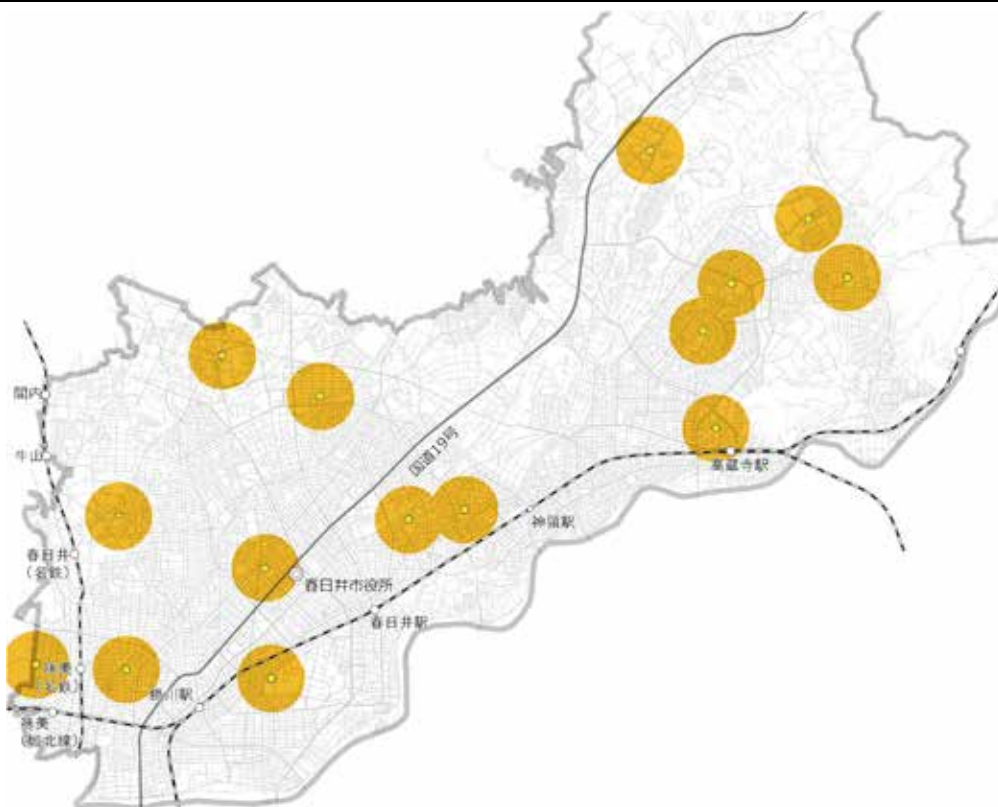 間内
牛山
国道19号
高蔵寺駅
神領駅
春日井
(名鉄)
春日井市役所
春日井駅
味美
(名鉄)
勝川駅
味美
(城北線)